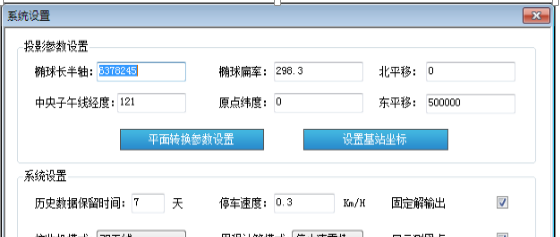 系统设置
投影参数设置
椭球长半轴: 6378245 椭球扁率: 298.3 北平移: 0
中央子午线经度: 121 原点纬度: 0 东平移: 500000
平面转换参数设置 设置基站坐标
系统设置
历史数据保留时间: 7 天 停车速度: 0.3 Km/H 固定解输出